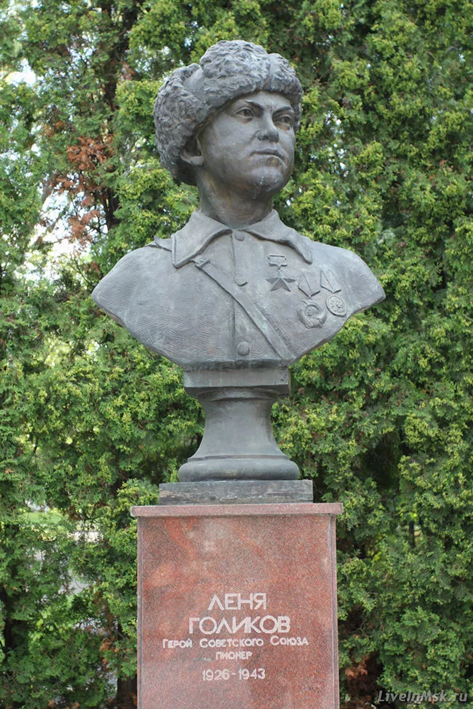 ЛЕНЯ
ГОЛИКОВ
ГЕРОЙ СОВЕТСКОГО СОЮЗА
ПИОНЕР
1926-1943
LiveInMsk.ru